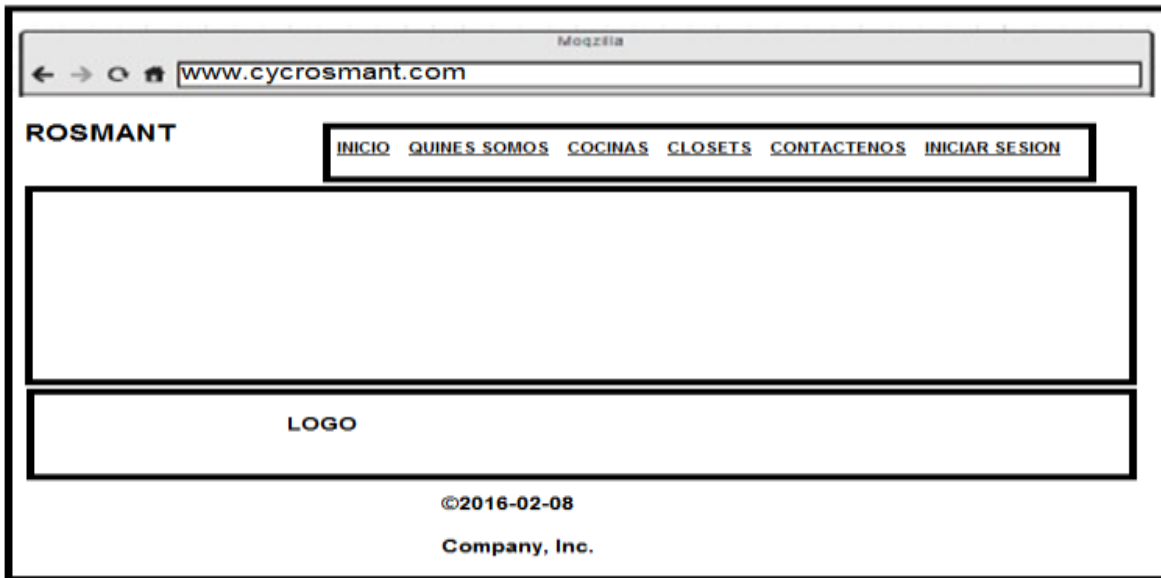 Moqzilla
www.cycrosmant.com
ROSMANT
INICIO QUINES SOMOS COCINAS CLOSETS CONTACTENOS INICIAR SESION
LOGO
©2016-02-08
Company, Inc.